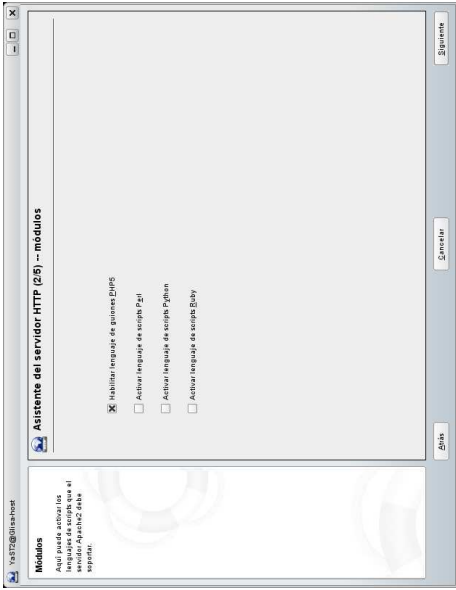 YaST2@Glisa-host
Módulos
Aquí puede activar los
lenguajes de scripts que el
servidor Apache2 debe
soportar.
Asistente del servidor HTTP (2/5) -- módulos
Habilitar lenguaje de guiones PHP5
Activar lenguaje de scripts Perl
Activar lenguaje de scripts Python
Activar lenguaje de scripts Ruby
Atrás
Cancelar
Siguiente